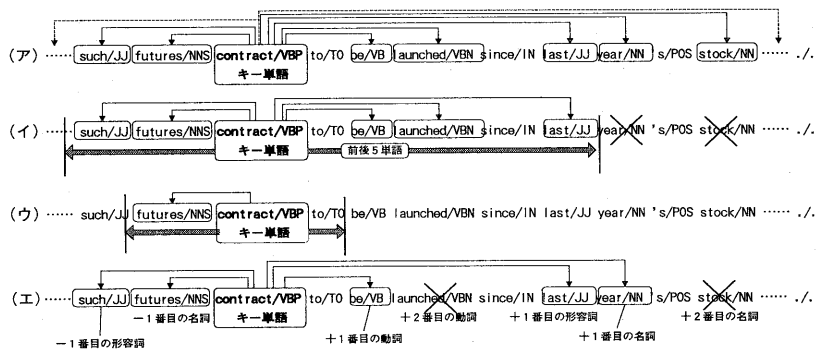 (ア) ‥‥‥ such/JJ futures/NNS contract/VBP to/TO be/VB launched/VBN since/IN last/JJ year/NN 's/POS stock/NN ‥‥‥ ./.
キー単語
(イ) ‥‥‥ such/JJ futures/NNS contract/VBP to/TO be/VB launched/VBN since/IN last/JJ year/NN 's/POS stock/NN ‥‥‥ ./.
キー単語
前後5単語
(ウ) ‥‥‥ such/JJ futures/NNS contract/VBP to/TO be/VB launched/VBN since/IN last/JJ year/NN 's/POS stock/NN ‥‥‥ ./.
キー単語
(エ) ‥‥‥ such/JJ futures/NNS contract/VBP to/TO be/VB launched/VBN since/IN last/JJ year/NN 's/POS stock/NN ‥‥‥ ./.
−1番目の名詞 キー単語 +2番目の動詞 +1番目の形容詞 +2番目の名詞
−1番目の形容詞 +1番目の動詞 +1番目の名詞